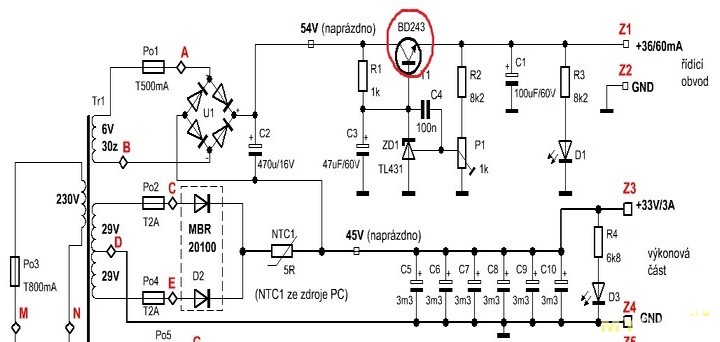 54V (naprázdno)
BD243
Z1
+36/60mA
řídící
obvod
Z2
GND
Po1
A
T500mA
Tr1
U1
6V
30z
B
C2
470u/16V
R1
1k
T1
C4
100n
C3
47uF/60V
ZD1
TL431
R2
8k2
P1
1k
C1
100uF/60V
R3
8k2
D1
230V
Po2
C
T2A
29V
D
29V
Po4
E
T2A
MBR
20100
D2
NTC1
5R
(NTC1 ze zdroje PC)
45V (naprázdno)
C5
C6
C7
C8
C9
C10
3m3
3m3
3m3
3m3
3m3
3m3
Z3
+33V/3A
R4
6k8
D3
výkonová
část
Z4
GND
Po3
T800mA
M
N
Po5